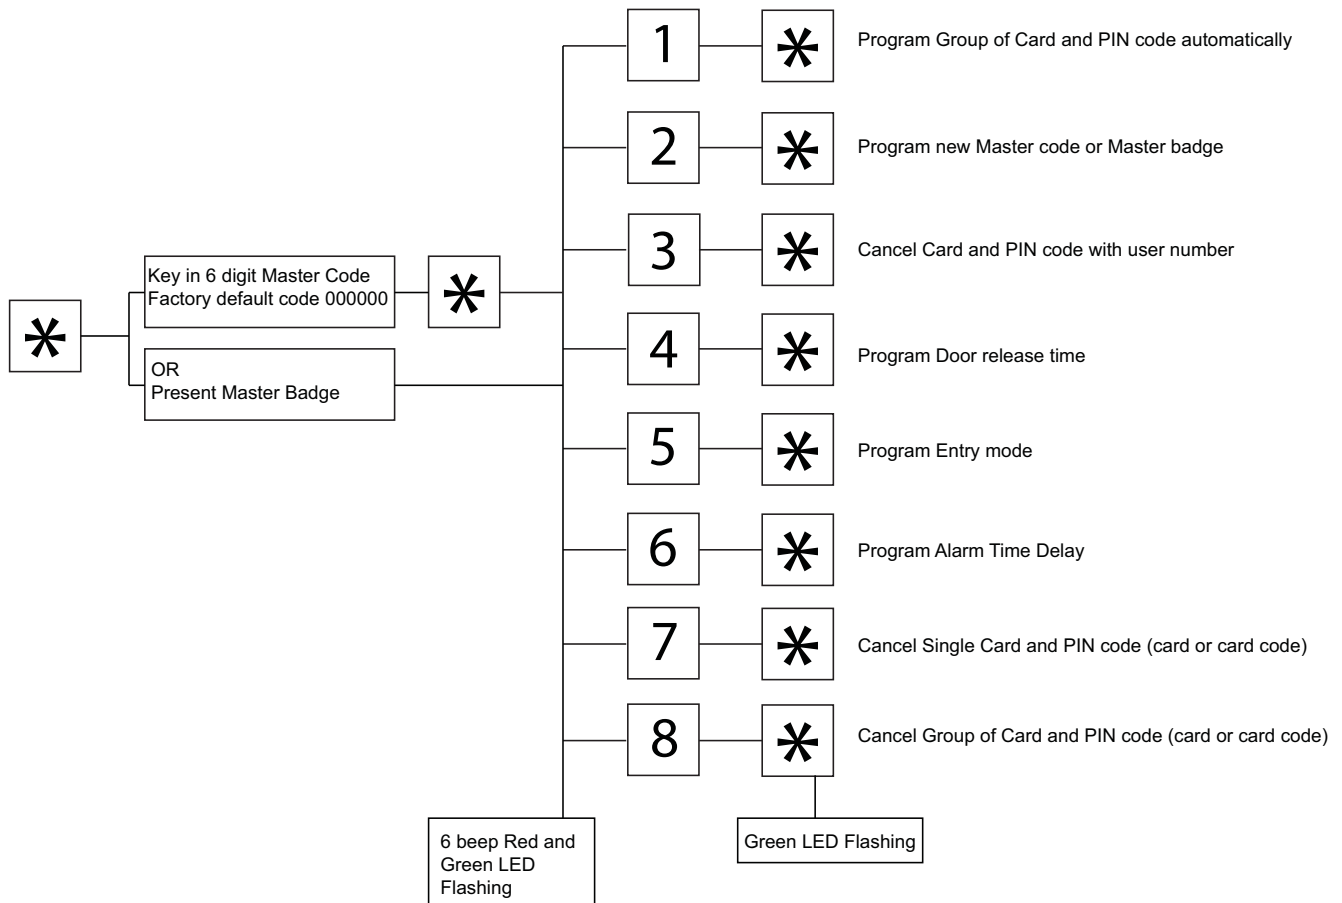 1 * Program Group of Card and PIN code automatically
2 * Program new Master code or Master badge
3 * Cancel Card and PIN code with user number
Key in 6 digit Master Code
Factory default code 000000
*
*
OR
Present Master Badge
4 * Program Door release time
5 * Program Entry mode
6 * Program Alarm Time Delay
7 * Cancel Single Card and PIN code (card or card code)
8 * Cancel Group of Card and PIN code (card or card code)
6 beep Red and
Green LED
Flashing
Green LED Flashing